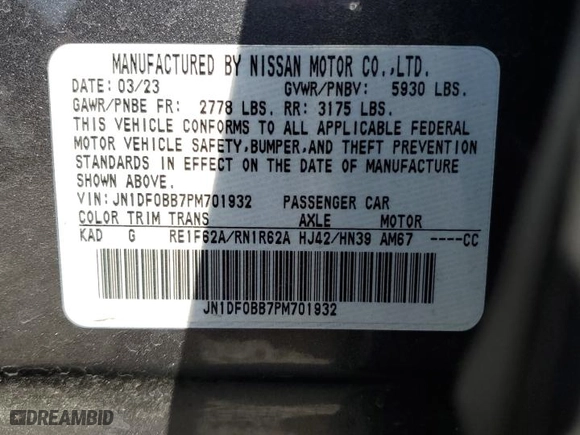 MANUFACTURED BY NISSAN MOTOR CO.,LTD.
DATE: 03/23 GVWR/PNBV: 5930 LBS.
GAWR/PNBE FR: 2778 LBS. RR: 3175 LBS.
THIS VEHICLE CONFORMS TO ALL APPLICABLE FEDERAL
MOTOR VEHICLE SAFETY,BUMPER,AND THEFT PREVENTION
STANDARDS IN EFFECT ON THE DATE OF MANUFACTURE
SHOWN ABOVE.
VIN:JN1DF0BB7PM701932 PASSENGER CAR
COLOR TRIM TRANS AXLE MOTOR
KAD G RE1F62A/RN1R62A HJ42/HN39 AM67 ----CC
JN1DF0BB7PM701932
DREAMBID